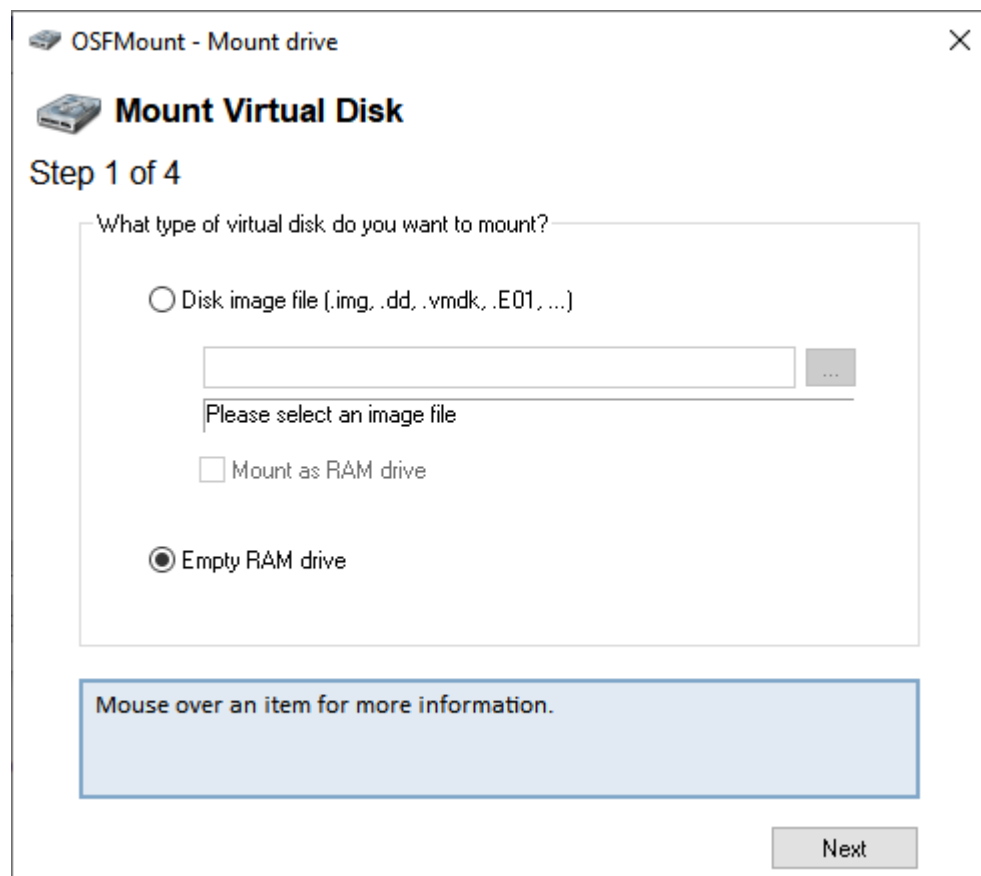 OSFMount - Mount drive
Mount Virtual Disk
Step 1 of 4
What type of virtual disk do you want to mount?
Disk image file (.img, .dd, .vmdk, .E01, ...)
...
Please select an image file
Mount as RAM drive
Empty RAM drive
Mouse over an item for more information.
Next